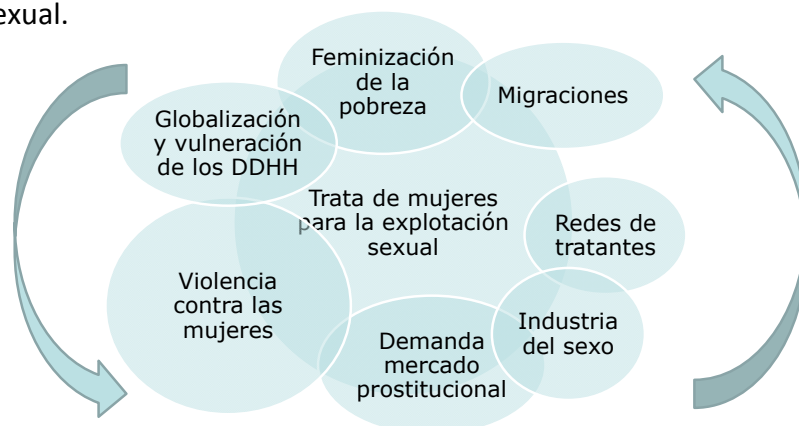 exual.
Feminización
de la
pobreza
Migraciones
Globalización
y vulneración
de los DDHH
Trata de mujeres
para la explotación
sexual
Redes de
tratantes
Violencia
contra las
mujeres
Industria
del sexo
Demanda
mercado
prostitucional